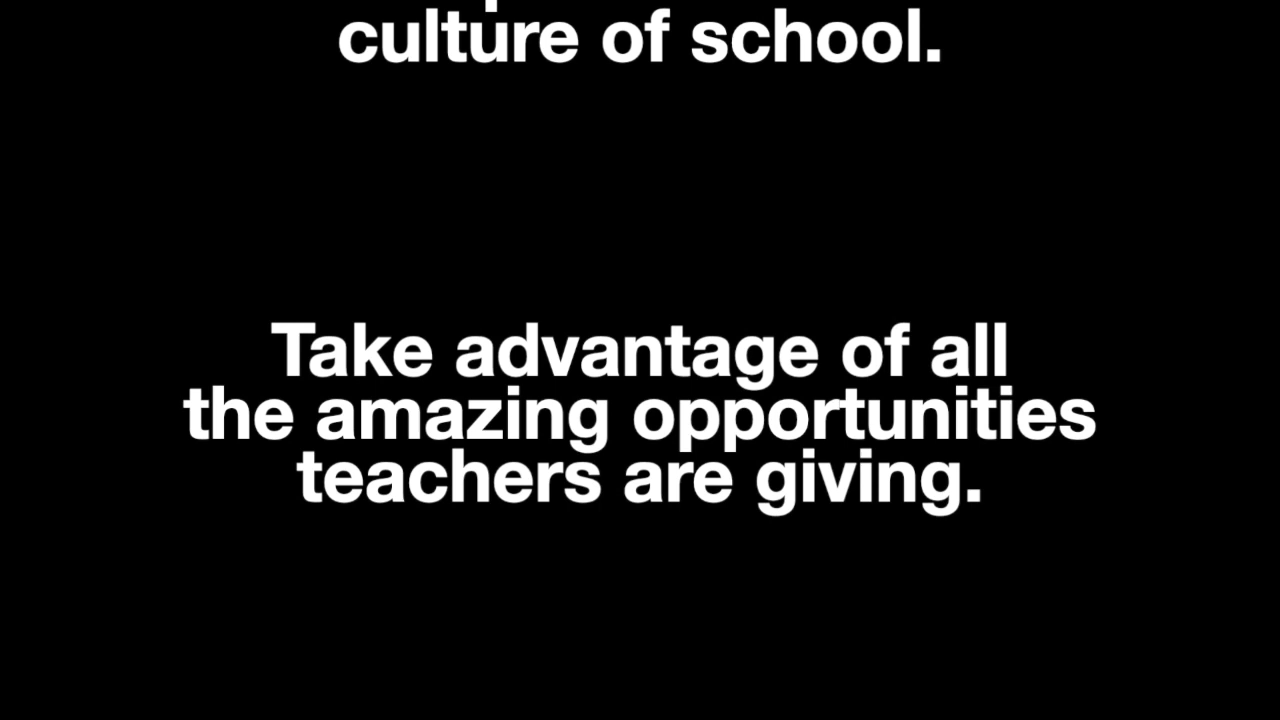 culture of school.
Take advantage of all
the amazing opportunities
teachers are giving.